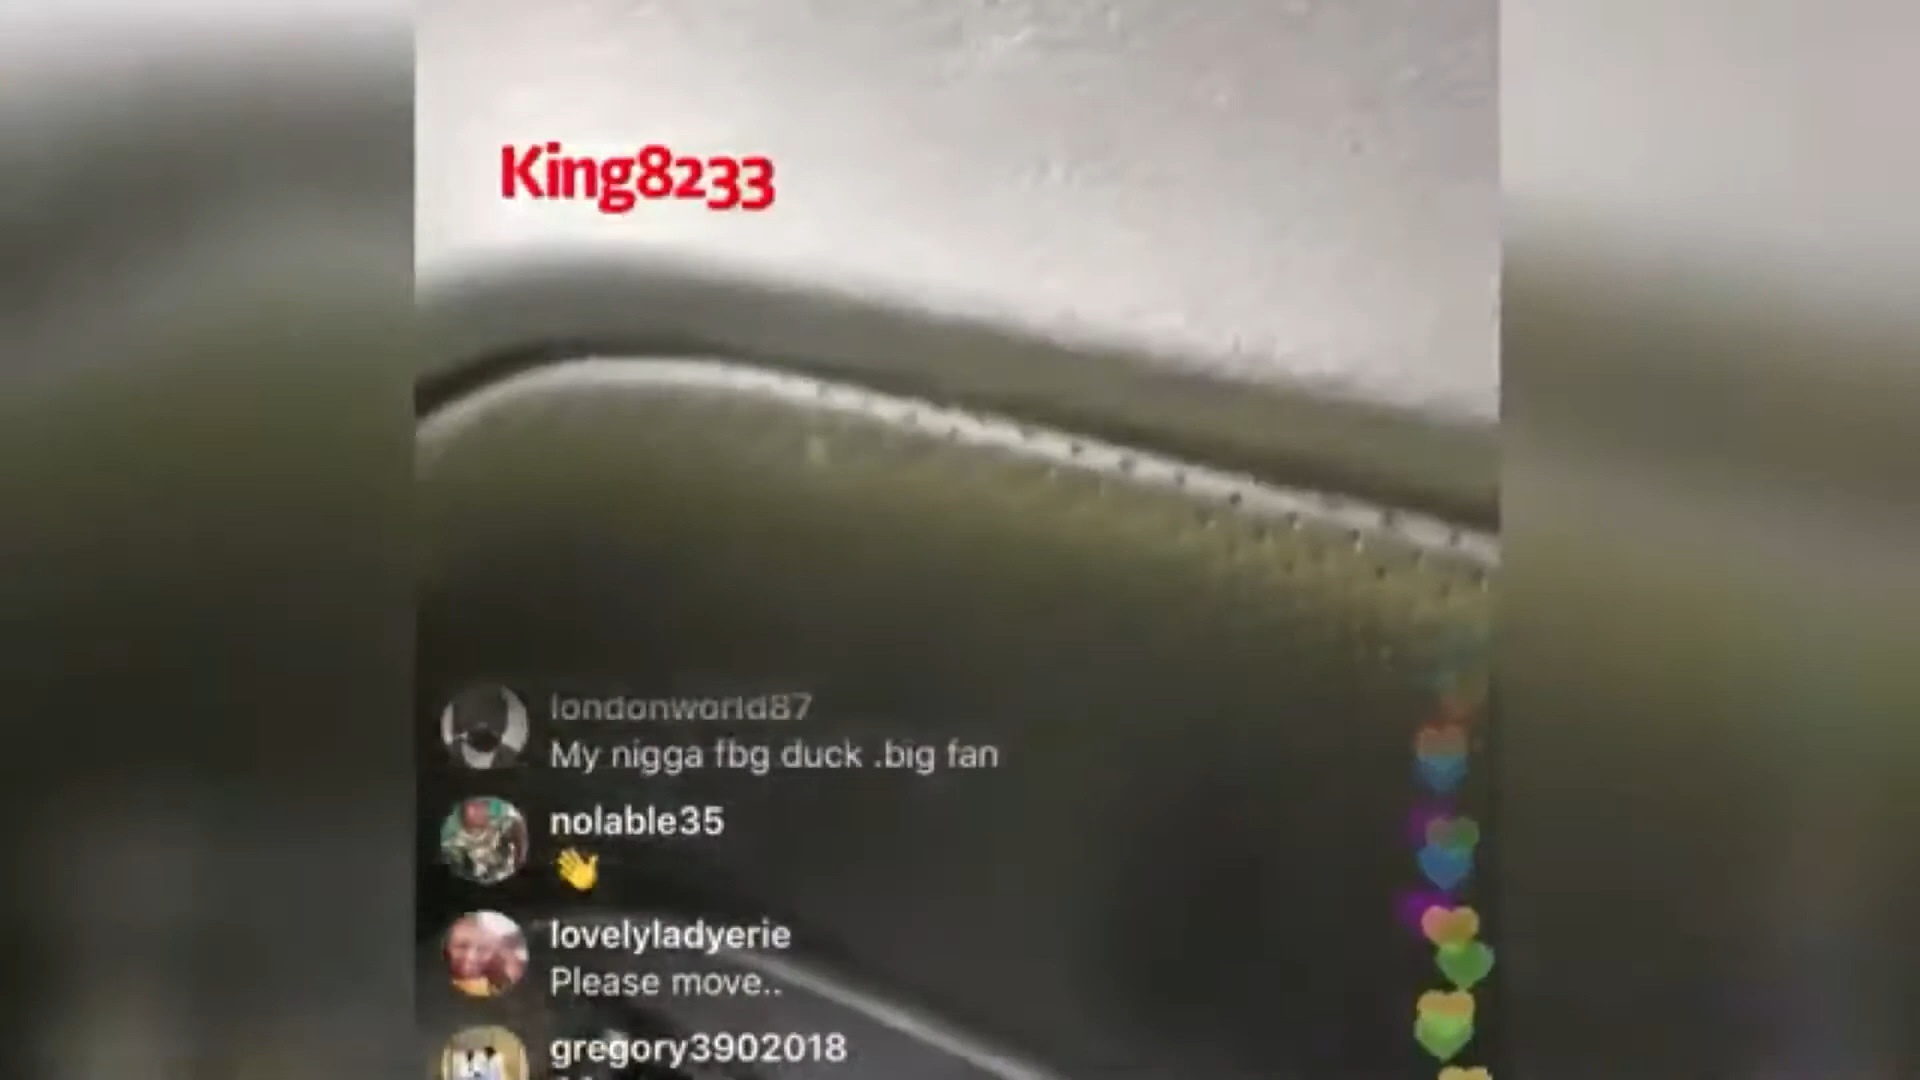 King8233
londonworld87
My nigga fbg duck .big fan
nolable35
👋
lovelyladyerie
Please move..
gregory3902018